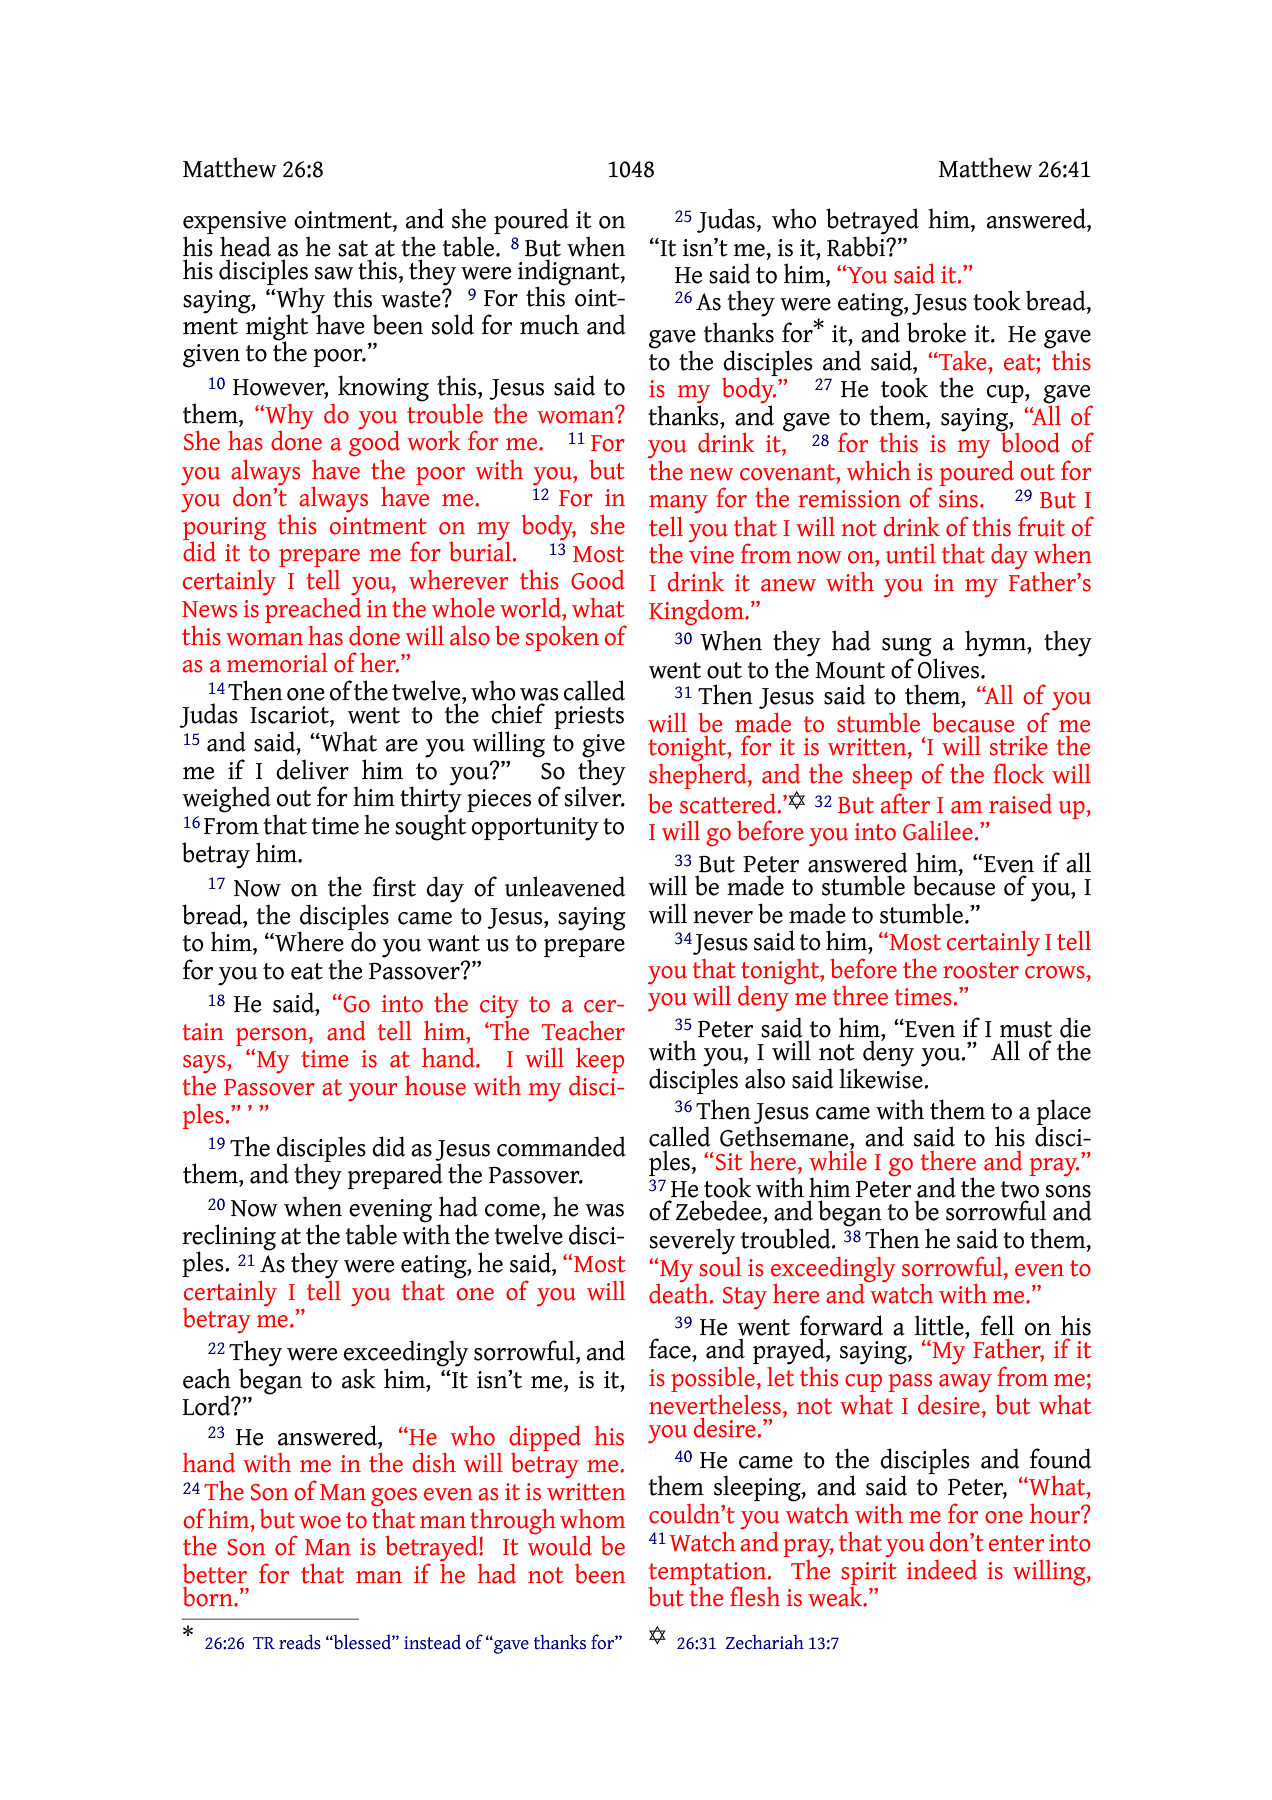 Matthew 26:8 1048 Matthew 26:41
expensive ointment, and she poured it on
his head as he sat at the table. 8 But when
his disciples saw this, they were indignant,
saying, “Why this waste? 9 For this oint-
ment might have been sold for much and
given to the poor.”
10 However, knowing this, Jesus said to
them, “Why do you trouble the woman?
She has done a good work for me. 11 For
you always have the poor with you, but
you don’t always have me. 12 For in
pouring this ointment on my body, she
did it to prepare me for burial. 13 Most
certainly I tell you, wherever this Good
News is preached in the whole world, what
this woman has done will also be spoken of
as a memorial of her.”
14 Then one of the twelve, who was called
Judas Iscariot, went to the chief priests
15 and said, “What are you willing to give
me if I deliver him to you?” So they
weighed out for him thirty pieces of silver.
16 From that time he sought opportunity to
betray him.
17 Now on the first day of unleavened
bread, the disciples came to Jesus, saying
to him, “Where do you want us to prepare
for you to eat the Passover?”
18 He said, “Go into the city to a cer-
tain person, and tell him, ‘The Teacher
says, “My time is at hand. I will keep
the Passover at your house with my disci-
ples.” ’ ”
19 The disciples did as Jesus commanded
them, and they prepared the Passover.
20 Now when evening had come, he was
reclining at the table with the twelve disci-
ples. 21 As they were eating, he said, “Most
certainly I tell you that one of you will
betray me.”
22 They were exceedingly sorrowful, and
each began to ask him, “It isn’t me, is it,
Lord?”
23 He answered, “He who dipped his
hand with me in the dish will betray me.
24 The Son of Man goes even as it is written
of him, but woe to that man through whom
the Son of Man is betrayed! It would be
better for that man if he had not been
born.”
* 26:26 TR reads “blessed” instead of “gave thanks for”
25 Judas, who betrayed him, answered,
“It isn’t me, is it, Rabbi?”
He said to him, “You said it.”
26 As they were eating, Jesus took bread,
gave thanks for* it, and broke it. He gave
to the disciples and said, “Take, eat; this
is my body.” 27 He took the cup, gave
thanks, and gave to them, saying, “All of
you drink it, 28 for this is my blood of
the new covenant, which is poured out for
many for the remission of sins. 29 But I
tell you that I will not drink of this fruit of
the vine from now on, until that day when
I drink it anew with you in my Father’s
Kingdom.”
30 When they had sung a hymn, they
went out to the Mount of Olives.
31 Then Jesus said to them, “All of you
will be made to stumble because of me
tonight, for it is written, ‘I will strike the
shepherd, and the sheep of the flock will
be scattered.’✡ 32 But after I am raised up,
I will go before you into Galilee.”
33 But Peter answered him, “Even if all
will be made to stumble because of you, I
will never be made to stumble.”
34 Jesus said to him, “Most certainly I tell
you that tonight, before the rooster crows,
you will deny me three times.”
35 Peter said to him, “Even if I must die
with you, I will not deny you.” All of the
disciples also said likewise.
36 Then Jesus came with them to a place
called Gethsemane, and said to his disci-
ples, “Sit here, while I go there and pray.”
37 He took with him Peter and the two sons
of Zebedee, and began to be sorrowful and
severely troubled. 38 Then he said to them,
“My soul is exceedingly sorrowful, even to
death. Stay here and watch with me.”
39 He went forward a little, fell on his
face, and prayed, saying, “My Father, if it
is possible, let this cup pass away from me;
nevertheless, not what I desire, but what
you desire.”
40 He came to the disciples and found
them sleeping, and said to Peter, “What,
couldn’t you watch with me for one hour?
41 Watch and pray, that you don’t enter into
temptation. The spirit indeed is willing,
but the flesh is weak.”
✡ 26:31 Zechariah 13:7